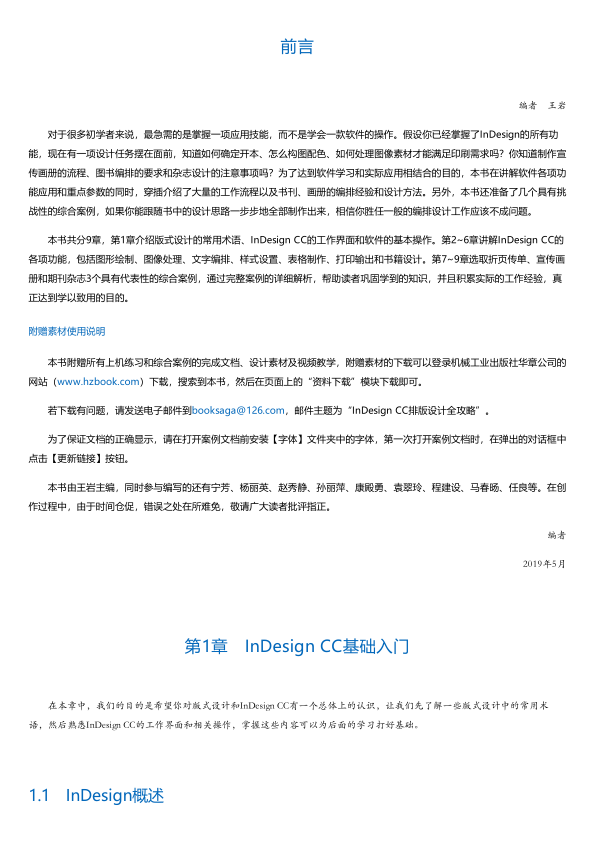 前言
编者　王岩
对于很多初学者来说，最急需的是掌握一项应用技能，而不是学会一款软件的操作。假设你已经掌握了InDesign的所有功
能，现在有一项设计任务摆在面前，知道如何确定开本、怎么构图配色、如何处理图像素材才能满足印刷需求吗？你知道制作宣
传画册的流程、图书编排的要求和杂志设计的注意事项吗？为了达到软件学习和实际应用相结合的目的，本书在讲解软件各项功
能应用和重点参数的同时，穿插介绍了大量的工作流程以及书刊、画册的编排经验和设计方法。另外，本书还准备了几个具有挑
战性的综合案例，如果你能跟随书中的设计思路一步步地全部制作出来，相信你胜任一般的编排设计工作应该不成问题。
本书共分9章，第1章介绍版式设计的常用术语、InDesign CC的工作界面和软件的基本操作。第2~6章讲解InDesign CC的
各项功能，包括图形绘制、图像处理、文字编排、样式设置、表格制作、打印输出和书籍设计。第7~9章选取折页传单、宣传画
册和期刊杂志3个具有代表性的综合案例，通过完整案例的详细解析，帮助读者巩固学到的知识，并且积累实际的工作经验，真
正达到学以致用的目的。
附赠素材使用说明
本书附赠所有上机练习和综合案例的完成文档、设计素材及视频教学，附赠素材的下载可以登录机械工业出版社华章公司的
网站（www.hzbook.com）下载，搜索到本书，然后在页面上的“资料下载”模块下载即可。
若下载有问题，请发送电子邮件到booksaga@126.com，邮件主题为“InDesign CC排版设计全攻略”。
为了保证文档的正确显示，请在打开案例文档前安装【字体】文件夹中的字体，第一次打开案例文档时，在弹出的对话框中
点击【更新链接】按钮。
本书由王岩主编，同时参与编写的还有宁芳、杨丽英、赵秀静、孙丽萍、康殿勇、袁翠玲、程建设、马春旸、任良等。在创
作过程中，由于时间仓促，错误之处在所难免，敬请广大读者批评指正。
编者
2019年5月
第1章　InDesign CC基础入门
在本章中，我们的目的是希望你对版式设计和InDesign CC有一个总体上的认识，让我们先了解一些版式设计中的常用术
语，然后熟悉InDesign CC的工作界面和相关操作，掌握这些内容可以为后面的学习打好基础。
1.1　InDesign概述